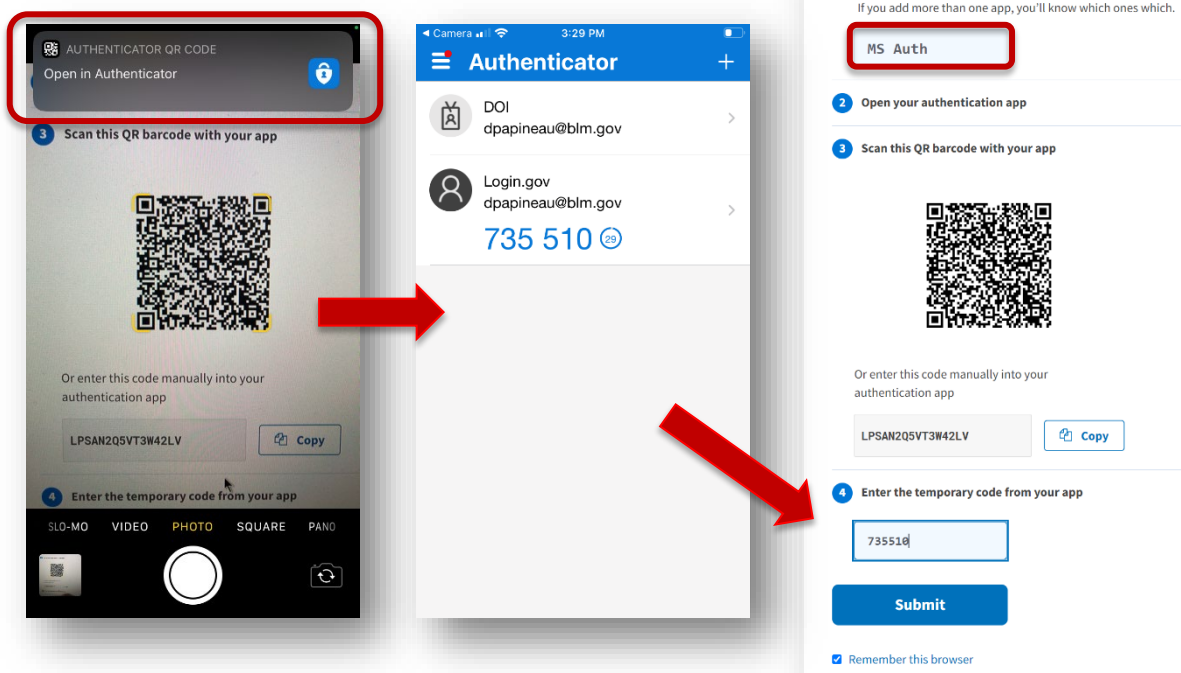 AUTHENTICATOR QR CODE
Open in Authenticator
3 Scan this QR barcode with your app
Or enter this code manually into your
authentication app
LPSAN2Q5VT3W42LV
Copy
4 Enter the temporary code from your app
SLO-MO VIDEO PHOTO SQUARE PANO
Camera 3:29 PM
Authenticator
DOI
dpapineau@blm.gov
Login.gov
dpapineau@blm.gov
735 510 29
If you add more than one app, you'll know which ones which.
MS Auth
2 Open your authentication app
3 Scan this QR barcode with your app
Or enter this code manually into your
authentication app
LPSAN2Q5VT3W42LV
Copy
4 Enter the temporary code from your app
735510
Submit
Remember this browser